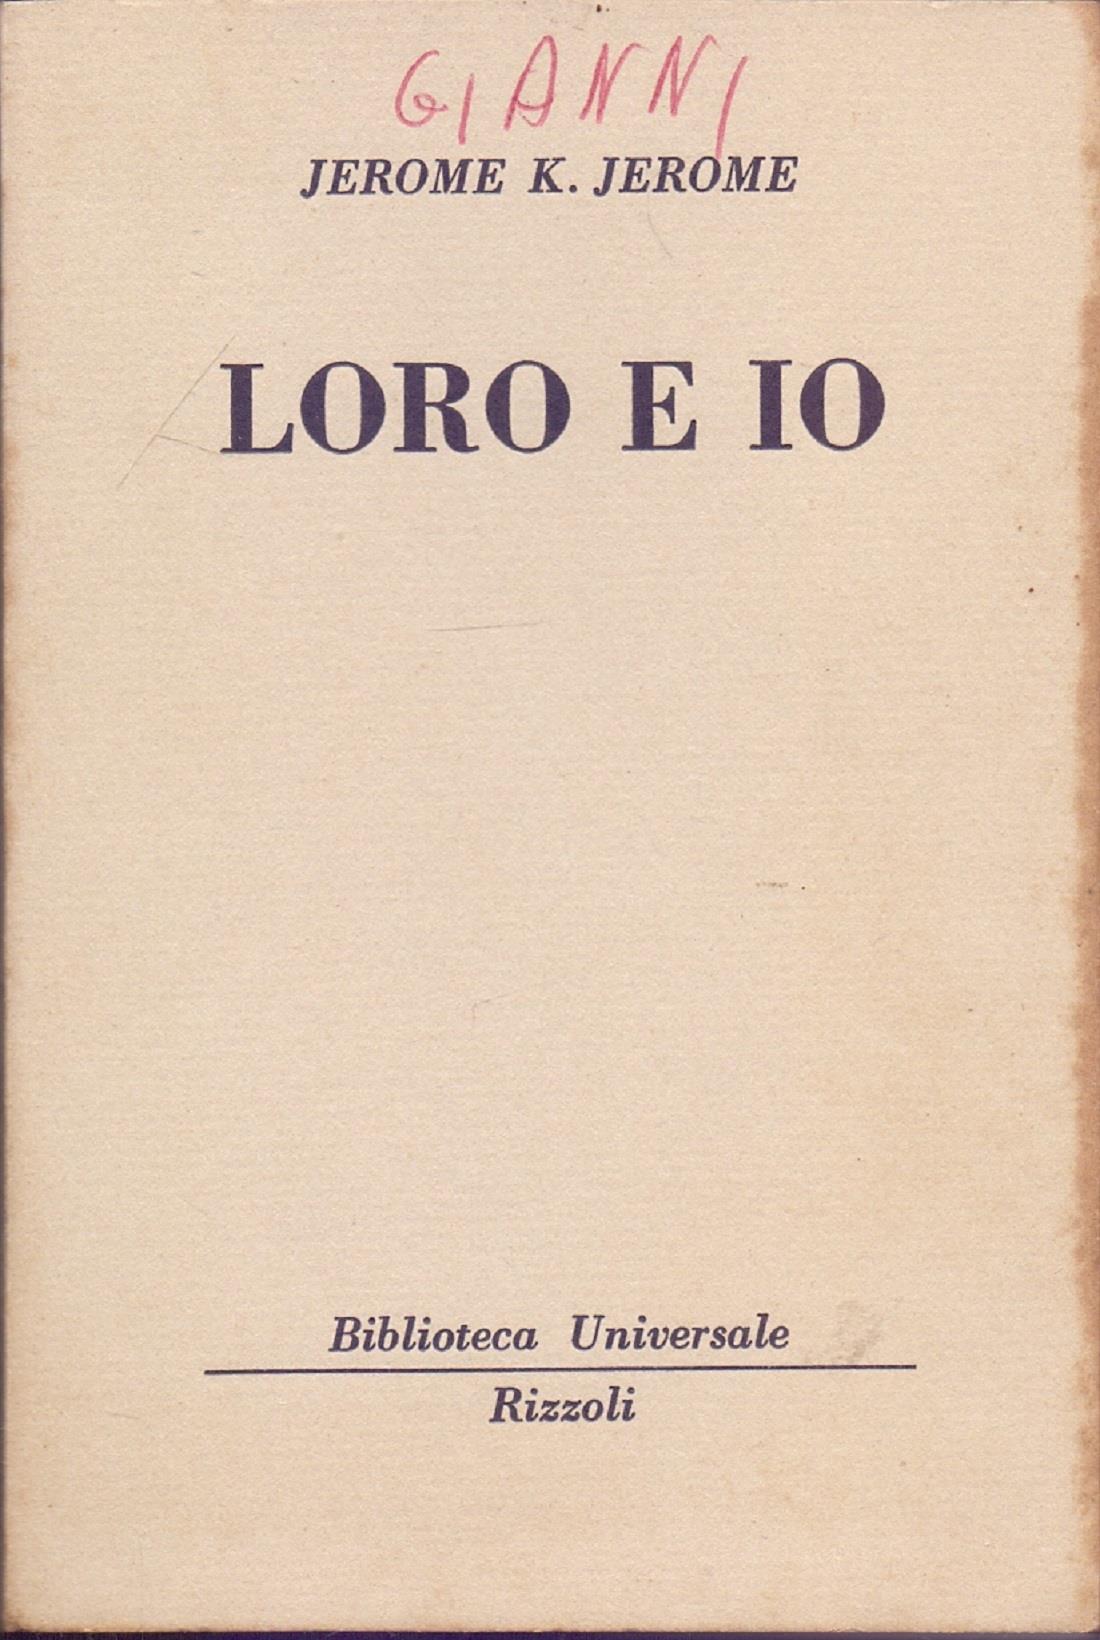 GIANNI
JEROME K. JEROME
LORO E IO
Biblioteca Universale
Rizzoli